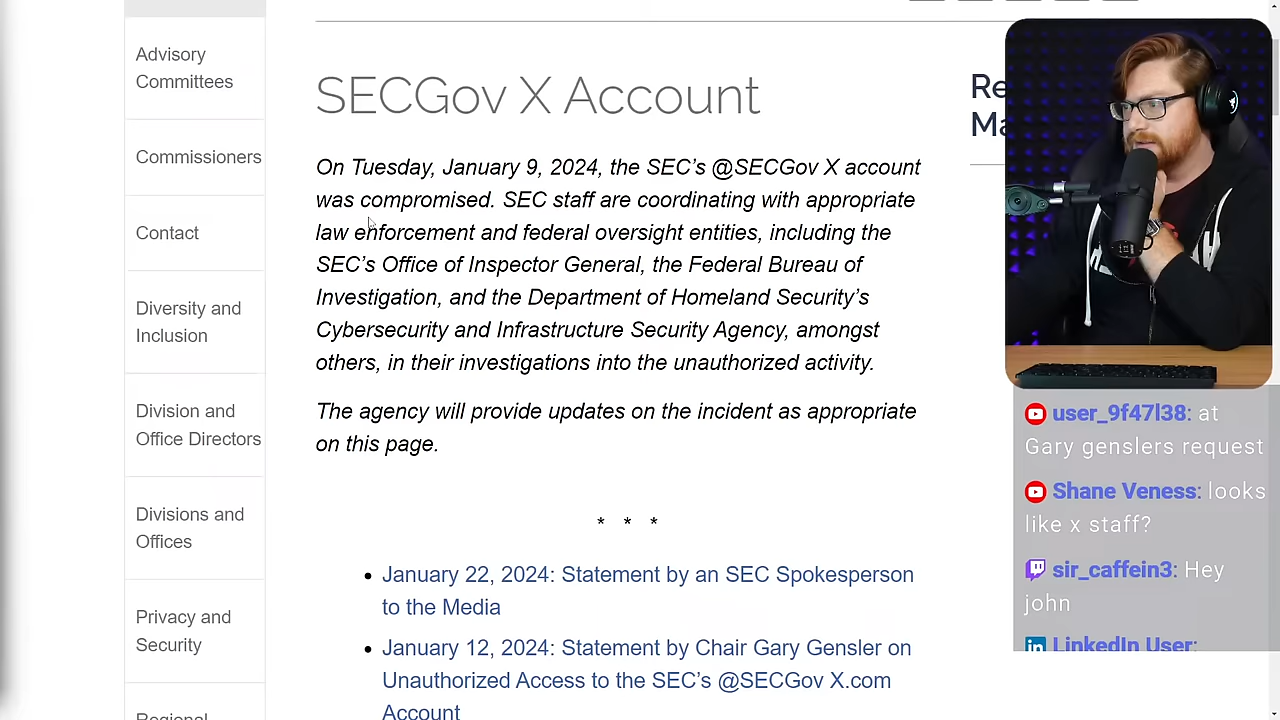 Advisory
Committees
Commissioners
Contact
Diversity and
Inclusion
Division and
Office Directors
Divisions and
Offices
Privacy and
Security
Regional
SECGov X Account
On Tuesday, January 9, 2024, the SEC’s @SECGov X account
was compromised. SEC staff are coordinating with appropriate
law enforcement and federal oversight entities, including the
SEC’s Office of Inspector General, the Federal Bureau of
Investigation, and the Department of Homeland Security’s
Cybersecurity and Infrastructure Security Agency, amongst
others, in their investigations into the unauthorized activity.
The agency will provide updates on the incident as appropriate
on this page.
* * *
• January 22, 2024: Statement by an SEC Spokesperson
to the Media
• January 12, 2024: Statement by Chair Gary Gensler on
Unauthorized Access to the SEC’s @SECGov X.com
Account
user_9f47l38: at
Gary genslers request
Shane Veness: looks
like x staff?
sir_caffein3: Hey
john
LinkedIn User: